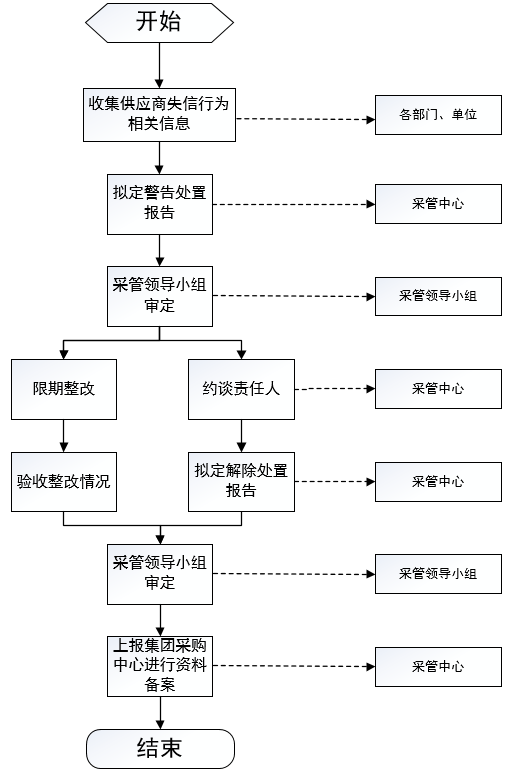 开始
收集供应商失信行为
相关信息
各部门、单位
拟定警告处置
报告
采管中心
采管领导小组
审定
采管领导小组
限期整改
约谈责任人
采管中心
验收整改情况
拟定解除处置
报告
采管中心
采管领导小组
审定
采管领导小组
上报集团采购
中心进行资料
备案
采管中心
结束